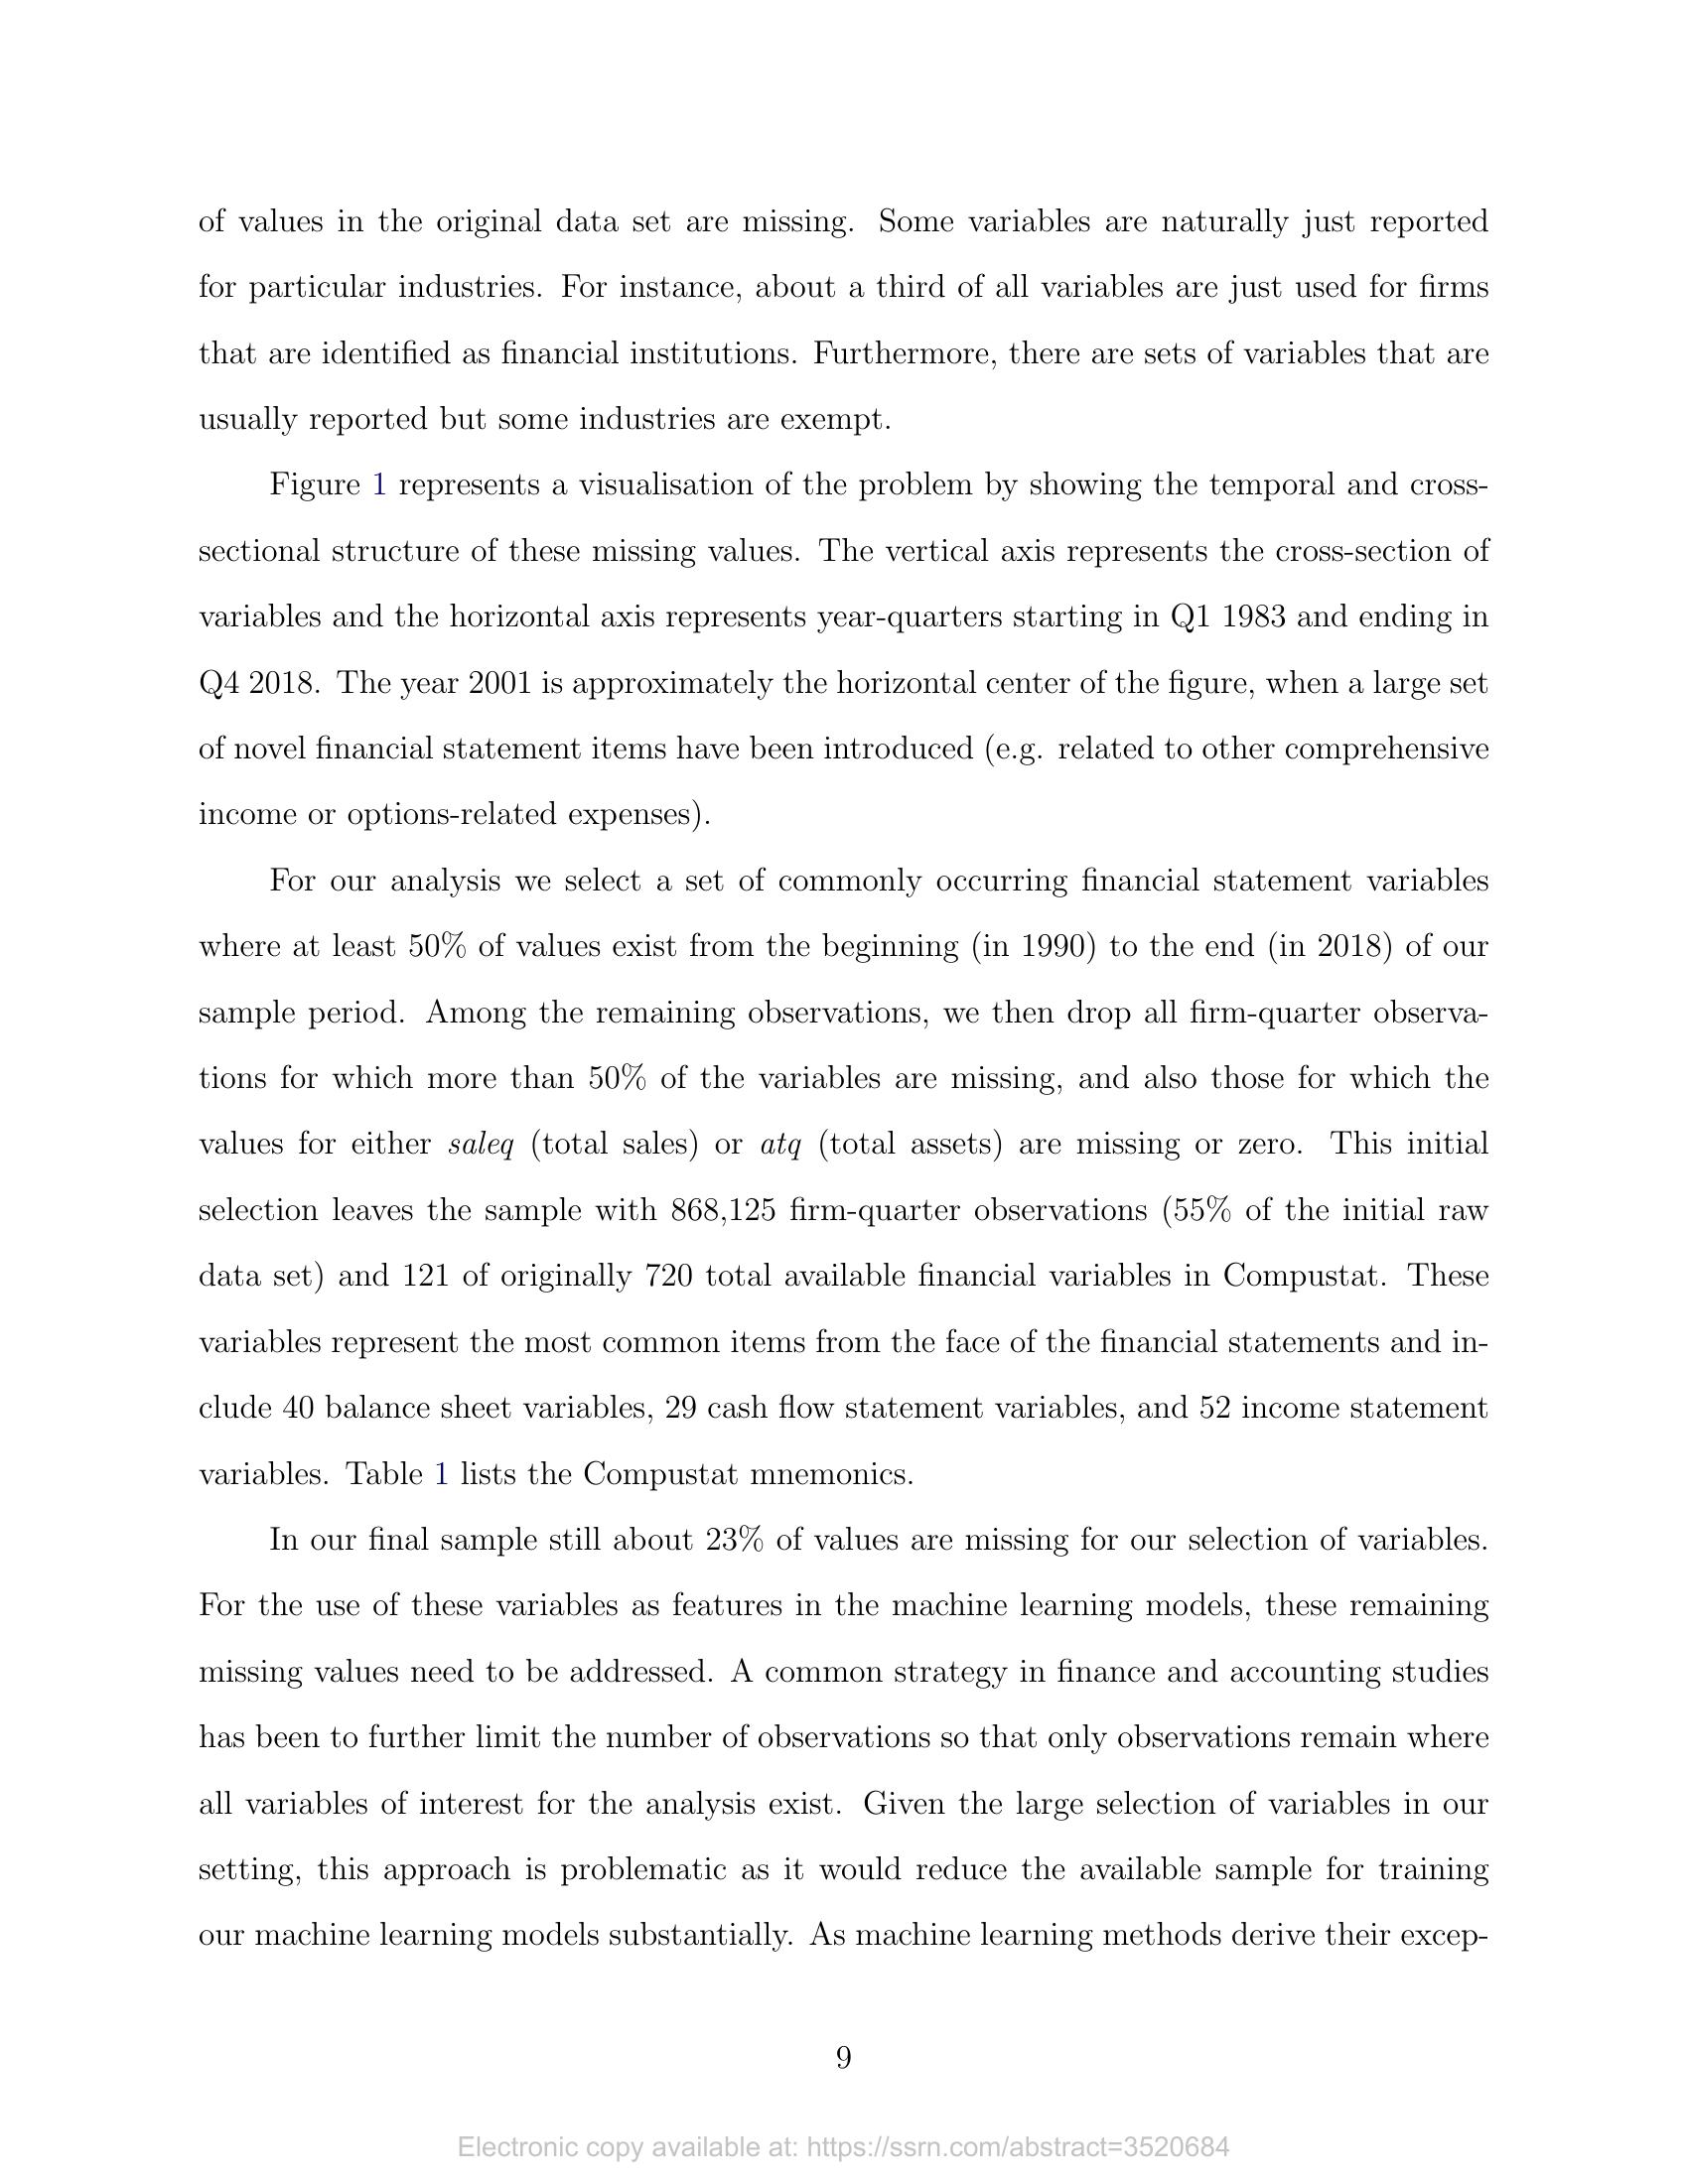 of values in the original data set are missing. Some variables are naturally just reported
for particular industries. For instance, about a third of all variables are just used for firms
that are identified as financial institutions. Furthermore, there are sets of variables that are
usually reported but some industries are exempt.
Figure 1 represents a visualisation of the problem by showing the temporal and cross-
sectional structure of these missing values. The vertical axis represents the cross-section of
variables and the horizontal axis represents year-quarters starting in Q1 1983 and ending in
Q4 2018. The year 2001 is approximately the horizontal center of the figure, when a large set
of novel financial statement items have been introduced (e.g. related to other comprehensive
income or options-related expenses).
For our analysis we select a set of commonly occurring financial statement variables
where at least 50% of values exist from the beginning (in 1990) to the end (in 2018) of our
sample period. Among the remaining observations, we then drop all firm-quarter observa-
tions for which more than 50% of the variables are missing, and also those for which the
values for either saleq (total sales) or atq (total assets) are missing or zero. This initial
selection leaves the sample with 868,125 firm-quarter observations (55% of the initial raw
data set) and 121 of originally 720 total available financial variables in Compustat. These
variables represent the most common items from the face of the financial statements and in-
clude 40 balance sheet variables, 29 cash flow statement variables, and 52 income statement
variables. Table 1 lists the Compustat mnemonics.
In our final sample still about 23% of values are missing for our selection of variables.
For the use of these variables as features in the machine learning models, these remaining
missing values need to be addressed. A common strategy in finance and accounting studies
has been to further limit the number of observations so that only observations remain where
all variables of interest for the analysis exist. Given the large selection of variables in our
setting, this approach is problematic as it would reduce the available sample for training
our machine learning models substantially. As machine learning methods derive their excep-
9
Electronic copy available at: https://ssrn.com/abstract=3520684